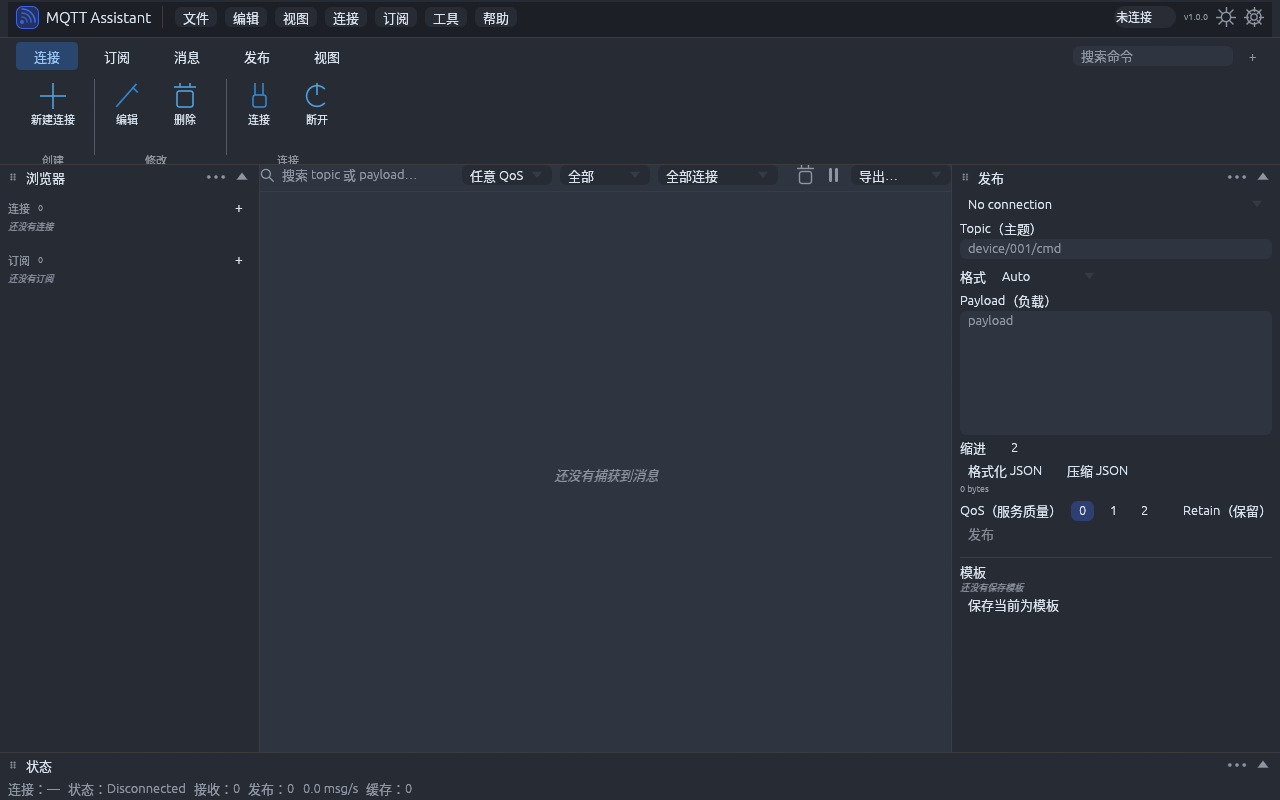 MQTT Assistant 文件 编辑 视图 连接 订阅 工具 帮助 未连接 v1.0.0
连接 订阅 消息 发布 视图 搜索命令 +
新建连接 编辑 删除 连接 断开
创建 修改 连接
浏览器
连接 0 +
还没有连接
订阅 0 +
还没有订阅
搜索 topic 或 payload... 任意 QoS 全部 全部连接 导出...
还没有捕获到消息
发布
No connection
Topic（主题）
device/001/cmd
格式 Auto
Payload（负载）
payload
缩进 2
格式化 JSON 压缩 JSON
0 bytes
QoS（服务质量） 0 1 2 Retain（保留）
发布
模板
还没有保存模板
保存当前为模板
状态
连接：— 状态：Disconnected 接收：0 发布：0 0.0 msg/s 缓存：0